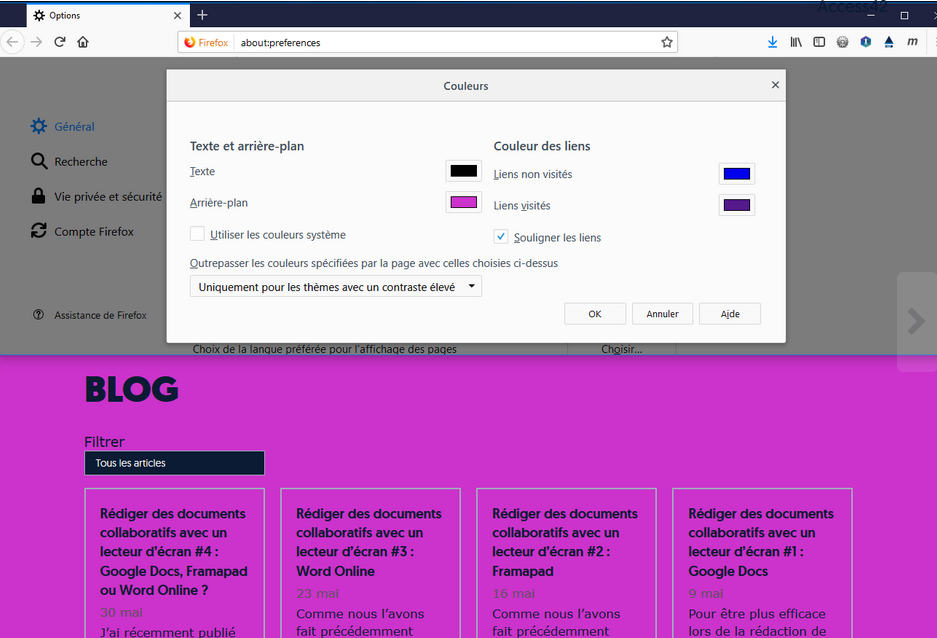 Access42
Options
Firefox
about:preferences
m
Couleurs
Général
Recherche
Vie privée et sécurité
Compte Firefox
Assistance de Firefox
Texte et arrière-plan
Texte
Arrière-plan
Utiliser les couleurs système
Couleur des liens
Liens non visités
Liens visités
Souligner les liens
Outrepasser les couleurs spécifiées par la page avec celles choisies ci-dessus
Uniquement pour les thèmes avec un contraste élevé
OK
Annuler
Aide
Choix de la langue préférée pour l'affichage des pages
Choisir...
BLOG
Filtrer
Tous les articles
Rédiger des documents
collaboratifs avec un
lecteur d'écran #4 :
Google Docs, Framapad
ou Word Online ?
30 mai
J'ai récemment publié
Rédiger des documents
collaboratifs avec un
lecteur d'écran #3 :
Word Online
23 mai
Comme nous l'avons
fait précédemment
Rédiger des documents
collaboratifs avec un
lecteur d'écran #2 :
Framapad
16 mai
Comme nous l'avons
fait précédemment
Rédiger des documents
collaboratifs avec un
lecteur d'écran #1 :
Google Docs
9 mai
Pour être plus efficace
lors de la rédaction de